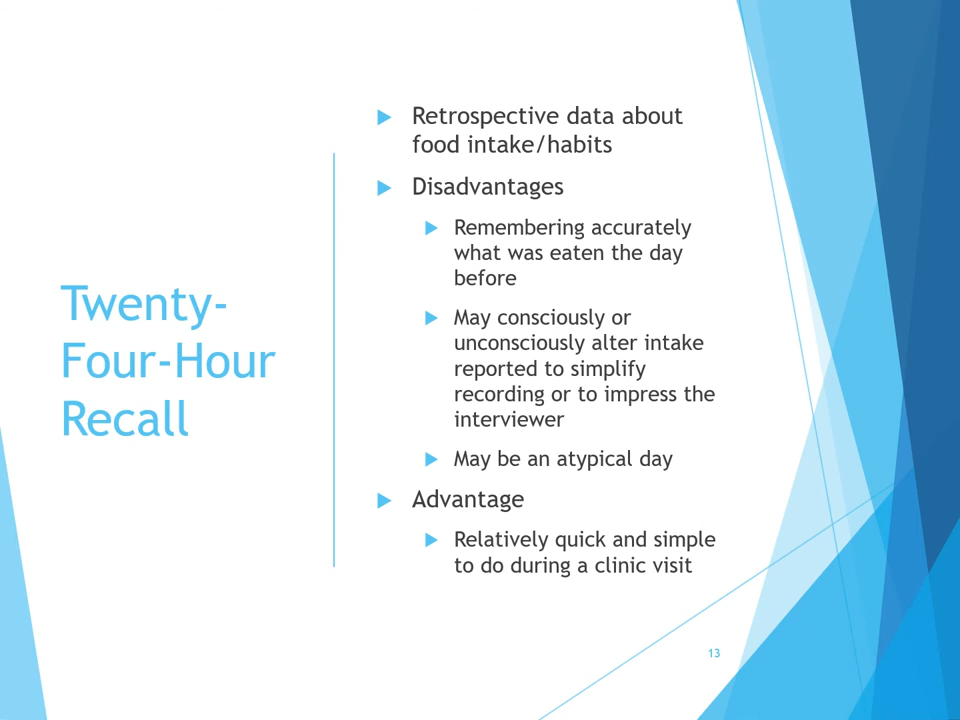 Twenty-
Four-Hour
Recall
Retrospective data about
food intake/habits
Disadvantages
Remembering accurately
what was eaten the day
before
May consciously or
unconsciously alter intake
reported to simplify
recording or to impress the
interviewer
May be an atypical day
Advantage
Relatively quick and simple
to do during a clinic visit
13